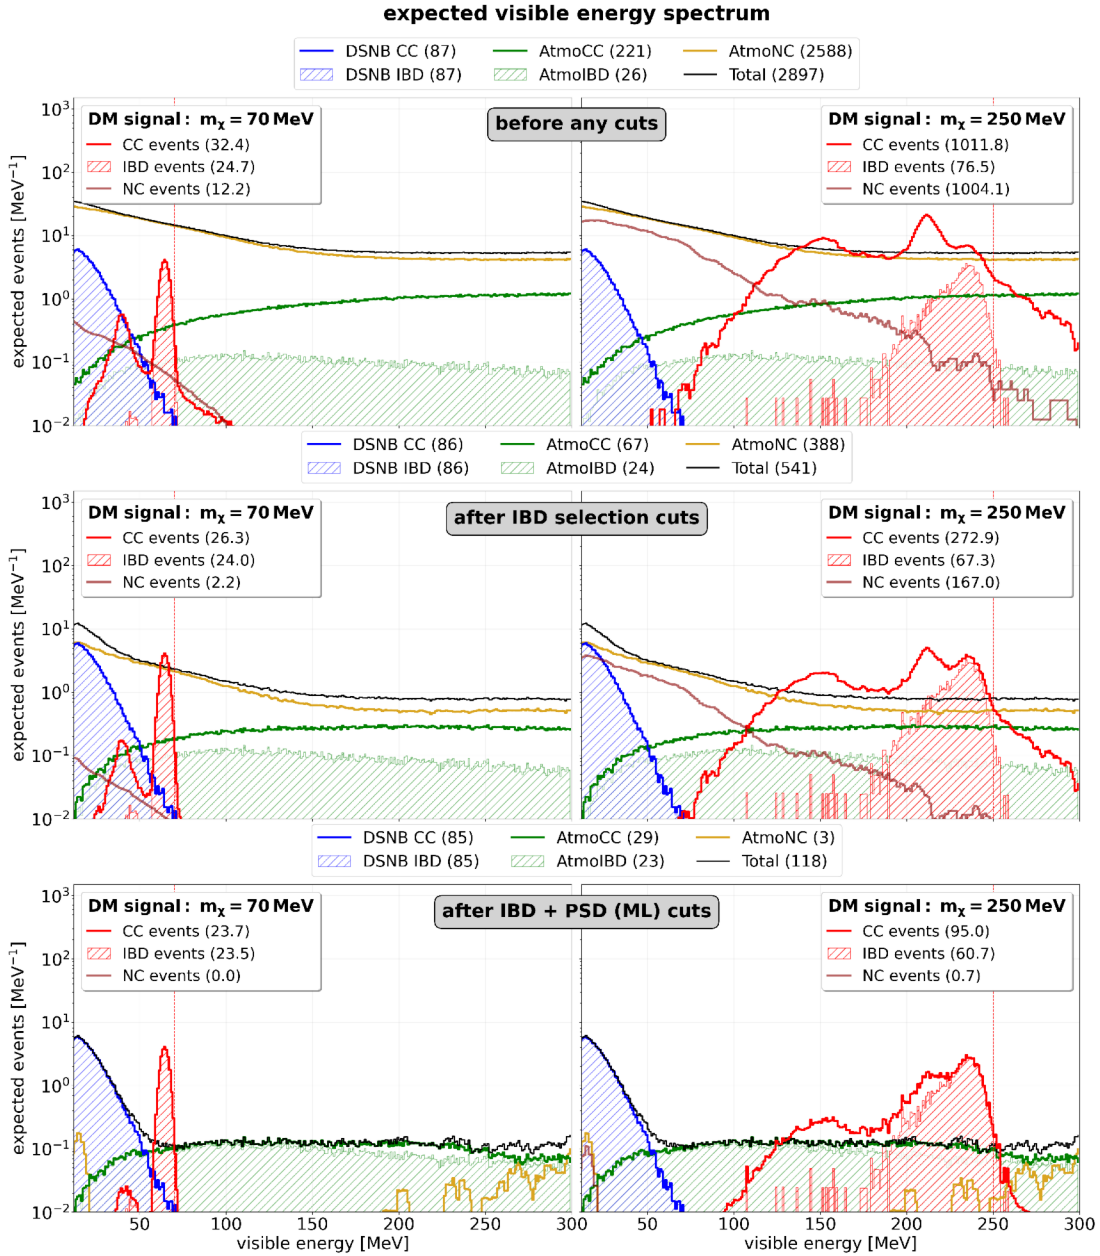 expected visible energy spectrum
DSNB CC (87) AtmoCC (221) AtmoNC (2588)
DSNB IBD (87) AtmoIBD (26) Total (2897)
before any cuts
DM signal: mχ = 70 MeV
CC events (32.4)
IBD events (24.7)
NC events (12.2)
DM signal: mχ = 250 MeV
CC events (1011.8)
IBD events (76.5)
NC events (1004.1)
expected events [MeV⁻¹]
10³
10²
10¹
10⁰
10⁻¹
10⁻²
DSNB CC (86) AtmoCC (67) AtmoNC (388)
DSNB IBD (86) AtmoIBD (24) Total (541)
after IBD selection cuts
DM signal: mχ = 70 MeV
CC events (26.3)
IBD events (24.0)
NC events (2.2)
DM signal: mχ = 250 MeV
CC events (272.9)
IBD events (67.3)
NC events (167.0)
expected events [MeV⁻¹]
10³
10²
10¹
10⁰
10⁻¹
10⁻²
DSNB CC (85) AtmoCC (29) AtmoNC (3)
DSNB IBD (85) AtmoIBD (23) Total (118)
after IBD + PSD (ML) cuts
DM signal: mχ = 70 MeV
CC events (23.7)
IBD events (23.5)
NC events (0.0)
DM signal: mχ = 250 MeV
CC events (95.0)
IBD events (60.7)
NC events (0.7)
expected events [MeV⁻¹]
10³
10²
10¹
10⁰
10⁻¹
10⁻²
50 100 150 200 250 300
50 100 150 200 250 300
visible energy [MeV] visible energy [MeV]